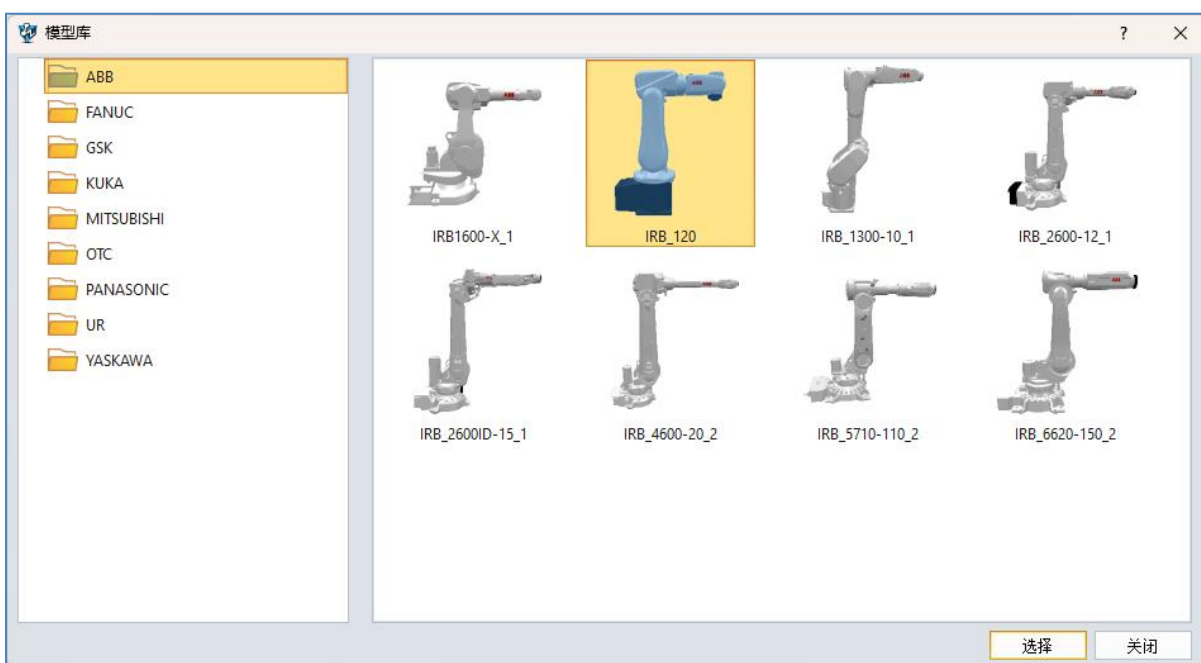 模型库
?
ABB
FANUC
GSK
KUKA
MITSUBISHI
OTC
PANASONIC
UR
YASKAWA
IRB1600-X_1
IRB_120
IRB_1300-10_1
IRB_2600-12_1
IRB_2600ID-15_1
IRB_4600-20_2
IRB_5710-110_2
IRB_6620-150_2
选择
关闭